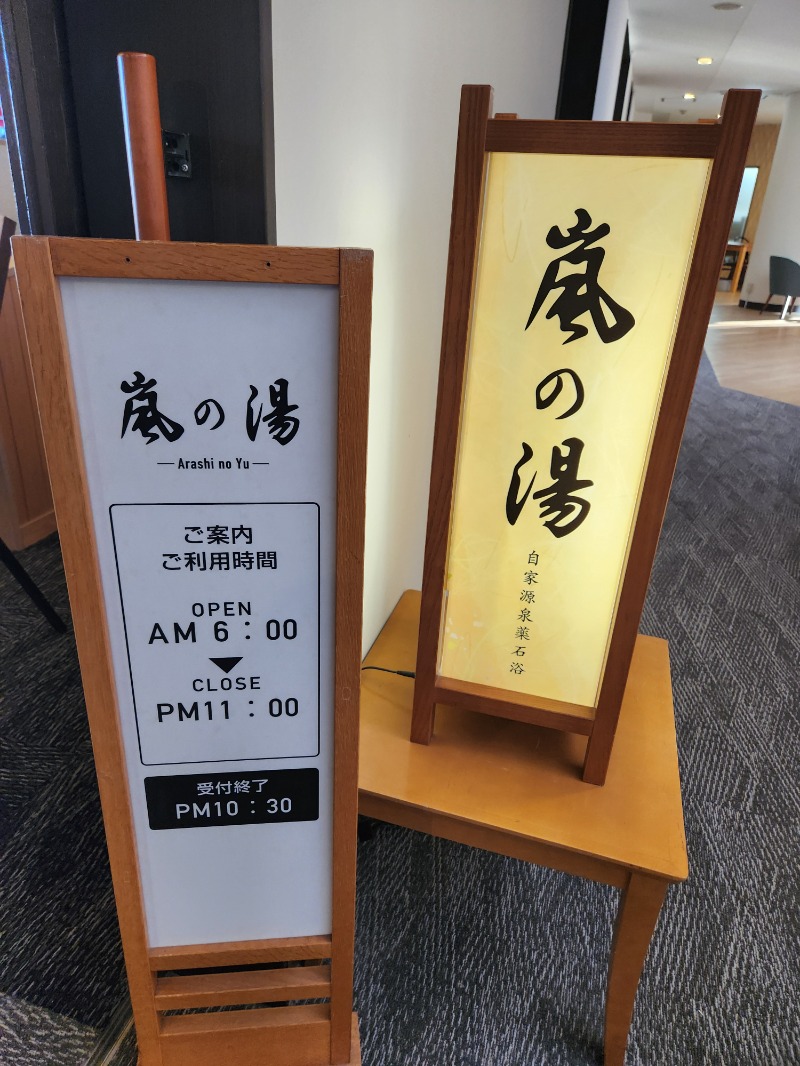 嵐の湯
Arashi no Yu
ご案内
ご利用時間
OPEN
AM 6：00
CLOSE
PM11：00
受付終了
PM10：30
嵐の湯
自家源泉薬石浴